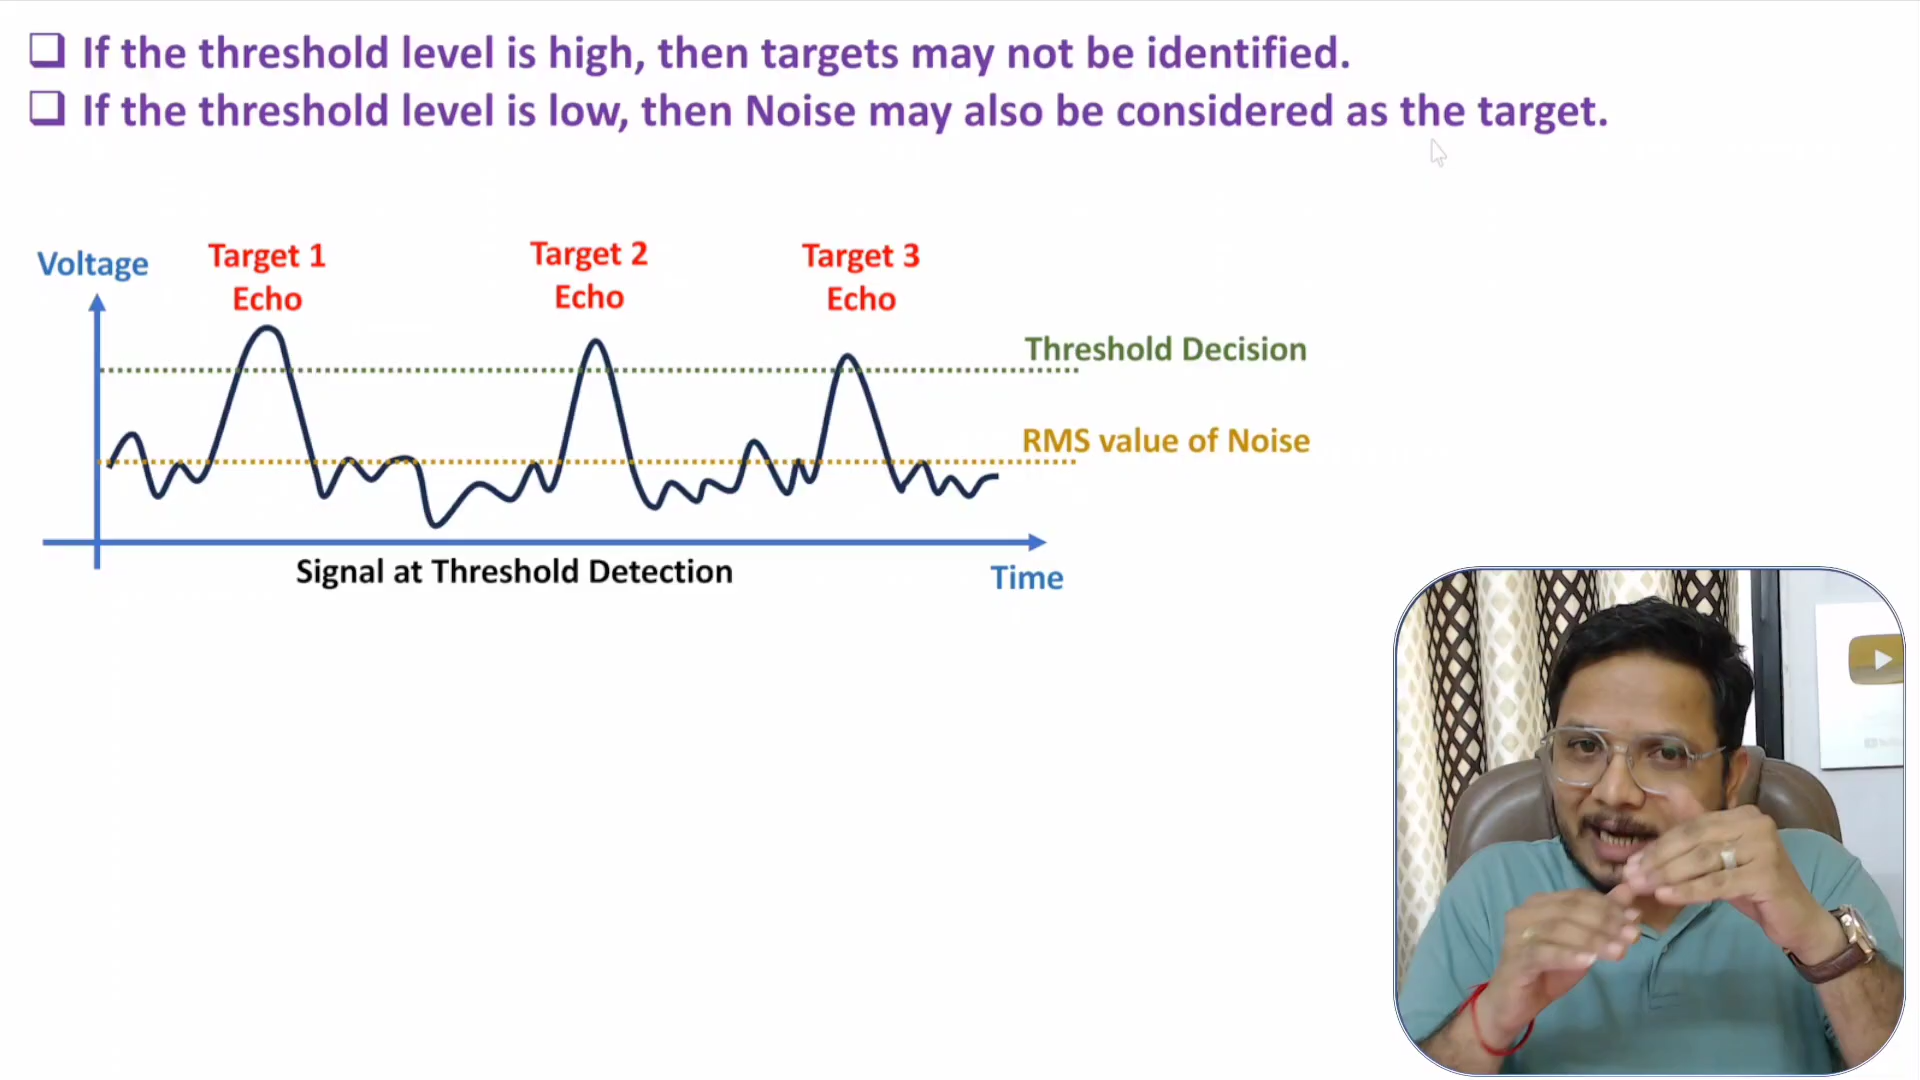 If the threshold level is high, then targets may not be identified.
If the threshold level is low, then Noise may also be considered as the target.
Voltage
Target 1
Echo
Target 2
Echo
Target 3
Echo
Threshold Decision
RMS value of Noise
Signal at Threshold Detection
Time